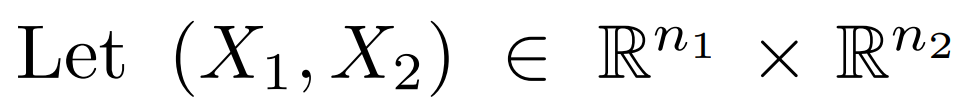 Let (X₁, X₂) ∈ ℝⁿ¹ × ℝⁿ²